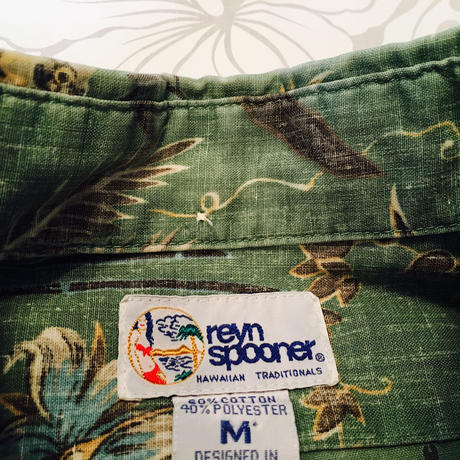 reyn
spooner®
HAWAIIAN TRADITIONALS
60% COTTON
40% POLYESTER
M
DESIGNED IN